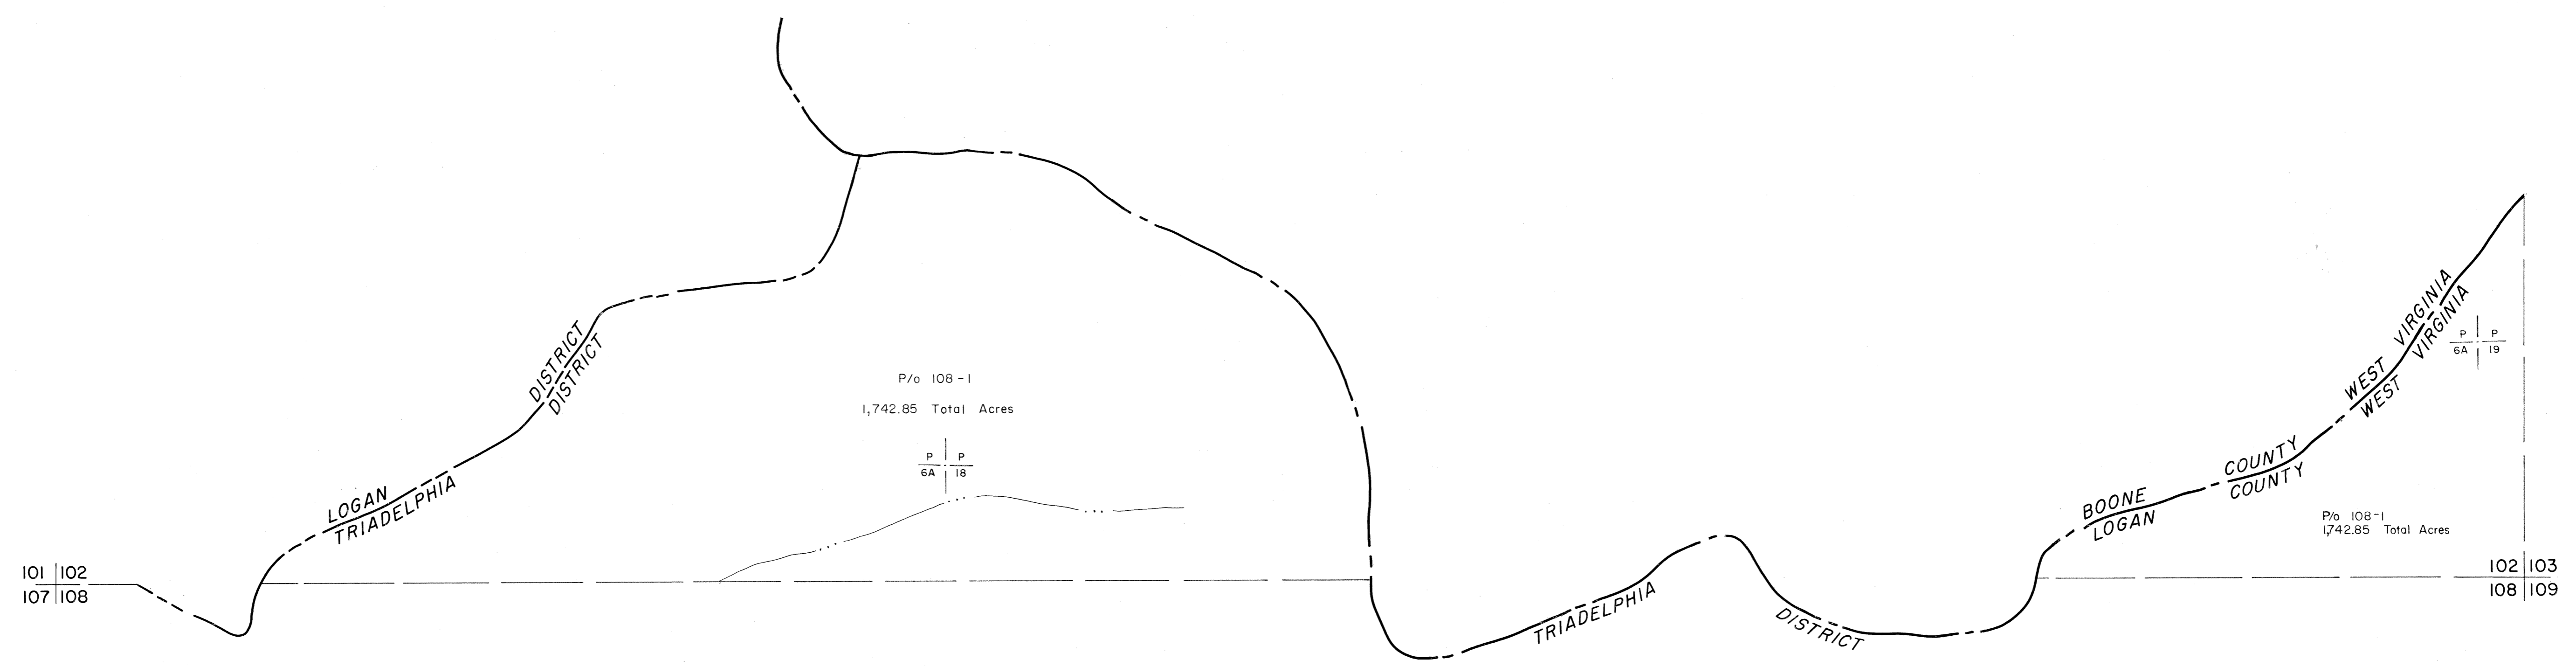 DISTRICT
DISTRICT
LOGAN
TRIADELPHIA
P/o 108-1
1,742.85 Total Acres
P P
6A 18
101 102
107 108
TRIADELPHIA DISTRICT
BOONE COUNTY WEST VIRGINIA
LOGAN COUNTY WEST VIRGINIA
P P
6A 19
P/o 108-1
1,742.85 Total Acres
102 103
108 109